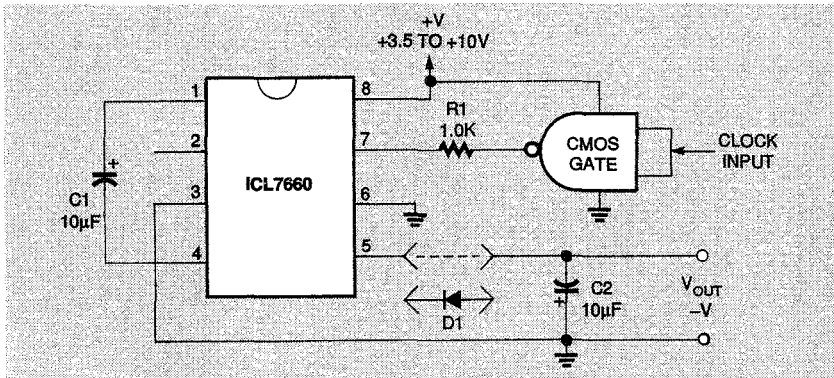 +V
+3.5 TO +10V
1
8
R1
1.0K
2
7
CMOS
GATE
CLOCK
INPUT
ICL7660
+
C1
10µF
3
6
4
5
D1
+
C2
10µF
VOUT
–V